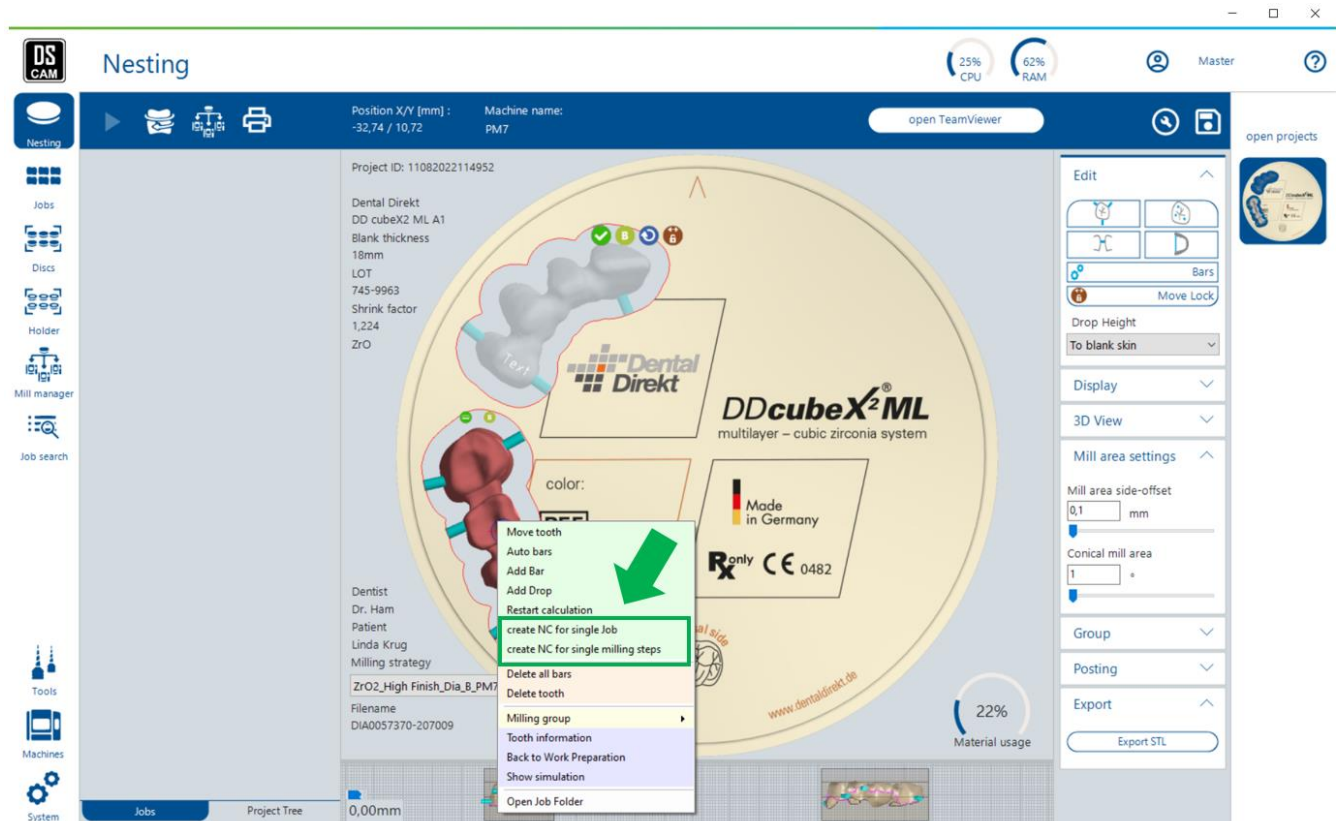 DS
CAM
Nesting
25%
CPU
62%
RAM
Master
Nesting
Jobs
Discs
Holder
Mill manager
Job search
Tools
Machines
System
Position X/Y [mm] :
-32,74 / 10,72
Machine name:
PM7
open TeamViewer
open projects
Project ID: 11082022114952
Dental Direkt
DD cubeX2 ML A1
Blank thickness
18mm
LOT
745-9963
Shrink factor
1,224
ZrO
Dentist
Dr. Ham
Patient
Linda Krug
Milling strategy
ZrO2_High Finish_Dia_B_PM7
Filename
DIA0057370-207009
B
Text
Dental
Direkt
DDcubeX²®ML
multilayer – cubic zirconia system
B
color:
REF
Made
in Germany
Rx only CE 0482
www.dentaldirekt.de
Move tooth
Auto bars
Add Bar
Add Drop
Restart calculation
create NC for single Job
create NC for single milling steps
Delete all bars
Delete tooth
Milling group
Tooth information
Back to Work Preparation
Show simulation
Open Job Folder
22%
Material usage
0,00mm
Jobs
Project Tree
Edit
Bars
Move Lock
Drop Height
To blank skin
Display
3D View
Mill area settings
Mill area side-offset
0,1 mm
Conical mill area
1 °
Group
Posting
Export
Export STL